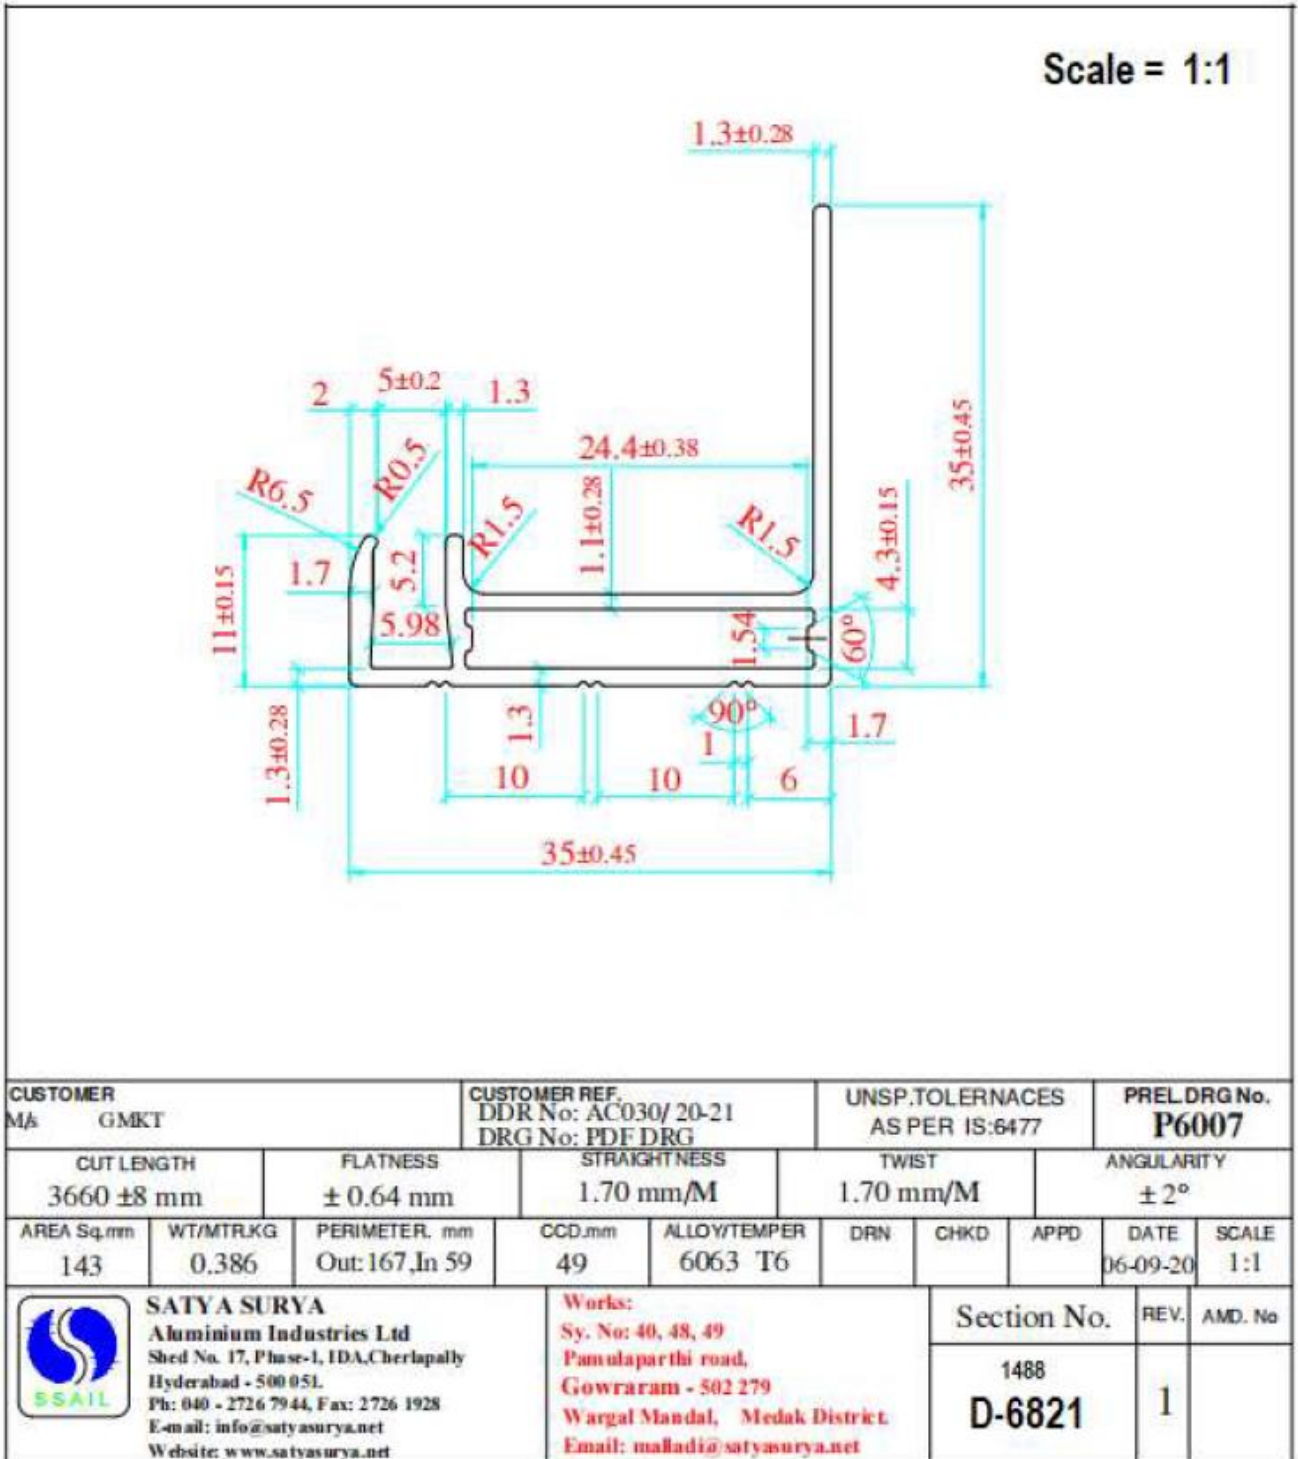 Scale = 1:1
1.3±0.28
2
5±0.2
1.3
24.4±0.38
35±0.45
R6.5
R0.5
R1.5
1.1±0.28
R1.5
4.3±0.15
11±0.15
1.7
5.2
5.98
1.54
60°
1.3±0.28
1.3
90°
1
1.7
10
10
6
35±0.45
CUSTOMER
M/s GMKT
CUSTOMER REF.
DDR No: AC030/ 20-21
DRG No: PDF DRG
UNSP.TOLERNACES
AS PER IS:6477
PREL.DRG No.
P6007
CUT LENGTH
3660 ±8 mm
FLATNESS
± 0.64 mm
STRAIGHTNESS
1.70 mm/M
TWIST
1.70 mm/M
ANGULARITY
± 2°
AREA Sq.mm
143
WT/MTR.KG
0.386
PERIMETER. mm
Out:167,In 59
CCD.mm
49
ALLOY/TEMPER
6063 T6
DRN
CHKD
APPD
DATE
06-09-20
SCALE
1:1
SSAIL
SATYA SURYA
Aluminium Industries Ltd
Shed No. 17, Phase-1, IDA,Cherlapally
Hyderabad - 500 051.
Ph: 040 - 2726 7944, Fax: 2726 1928
E-mail: info@satyasurya.net
Website: www.satyasurya.net
Works:
Sy. No: 40, 48, 49
Pamulaparthi road,
Gowraram - 502 279
Wargal Mandal, Medak District.
Email: malladi@satyasurya.net
Section No.
1488
D-6821
REV.
1
AMD. No